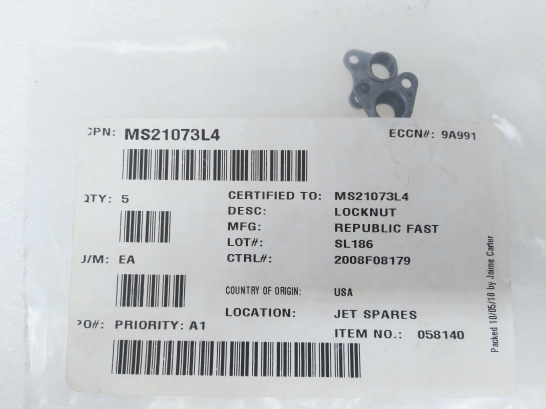 CPN: MS21073L4
ECCN#: 9A991
QTY: 5
CERTIFIED TO: MS21073L4
DESC: LOCKNUT
MFG: REPUBLIC FAST
LOT#: SL186
U/M: EA
CTRL#: 2008F08179
COUNTRY OF ORIGIN: USA
PO#: PRIORITY: A1
LOCATION: JET SPARES
ITEM NO.: 058140
Packed 10/05/10 by Jaime Carter